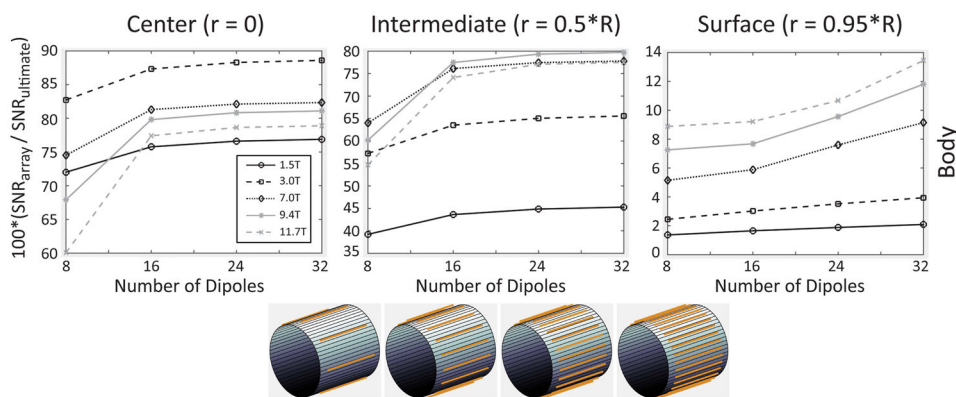 Center (r = 0)
Intermediate (r = 0.5*R)
Surface (r = 0.95*R)
100*(SNRarray / SNRultimate)
90
85
80
75
70
65
60
8
16
24
32
Number of Dipoles
1.5T
3.0T
7.0T
9.4T
11.7T
80
75
70
65
60
55
50
45
40
35
8
16
24
32
Number of Dipoles
14
12
10
8
6
4
2
0
8
16
24
32
Number of Dipoles
Body